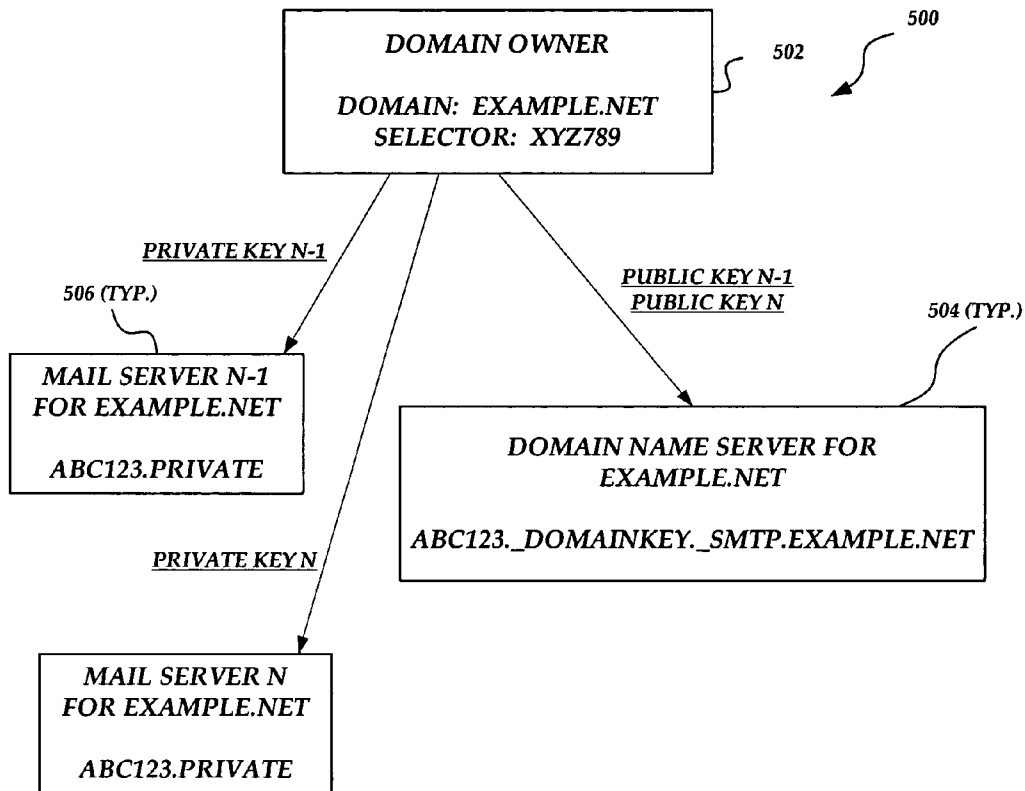 DOMAIN OWNER
DOMAIN: EXAMPLE.NET
SELECTOR: XYZ789
502
500
PRIVATE KEY N-1
PUBLIC KEY N-1
PUBLIC KEY N
506 (TYP.)
504 (TYP.)
MAIL SERVER N-1
FOR EXAMPLE.NET
ABC123.PRIVATE
DOMAIN NAME SERVER FOR
EXAMPLE.NET
ABC123._DOMAINKEY._SMTP.EXAMPLE.NET
PRIVATE KEY N
MAIL SERVER N
FOR EXAMPLE.NET
ABC123.PRIVATE